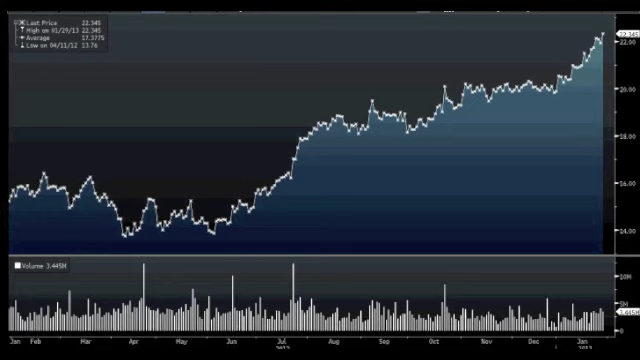 Last Price 22.345
High on 01/29/13 22.345
Average 17.3775
Low on 04/11/12 13.76
22.345
22.00
18.00
16.00
14.00
Volume 3.445M
10M
5M
3.445M
0
Jan Feb Mar Apr May Jun Jul Aug Sep Oct Nov Dec Jan